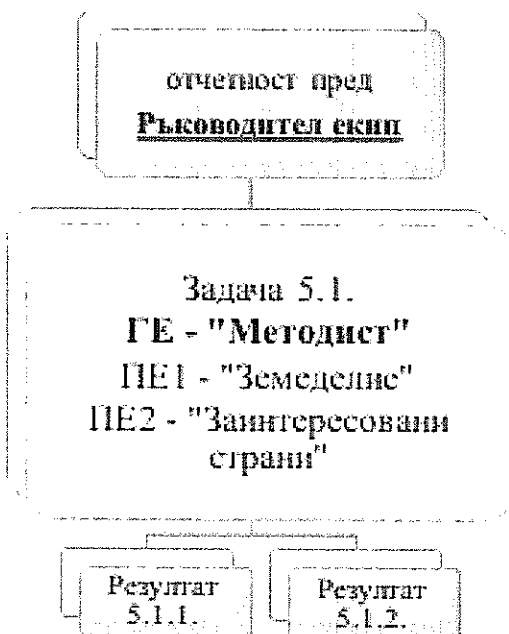 отчетност пред
Ръководител екип
Задача 5.1.
ГЕ - "Методист"
ПЕ1 - "Земеделие"
ПЕ2 - "Заинтересовани
страни"
Резултат
5.1.1.
Резултат
5.1.2.